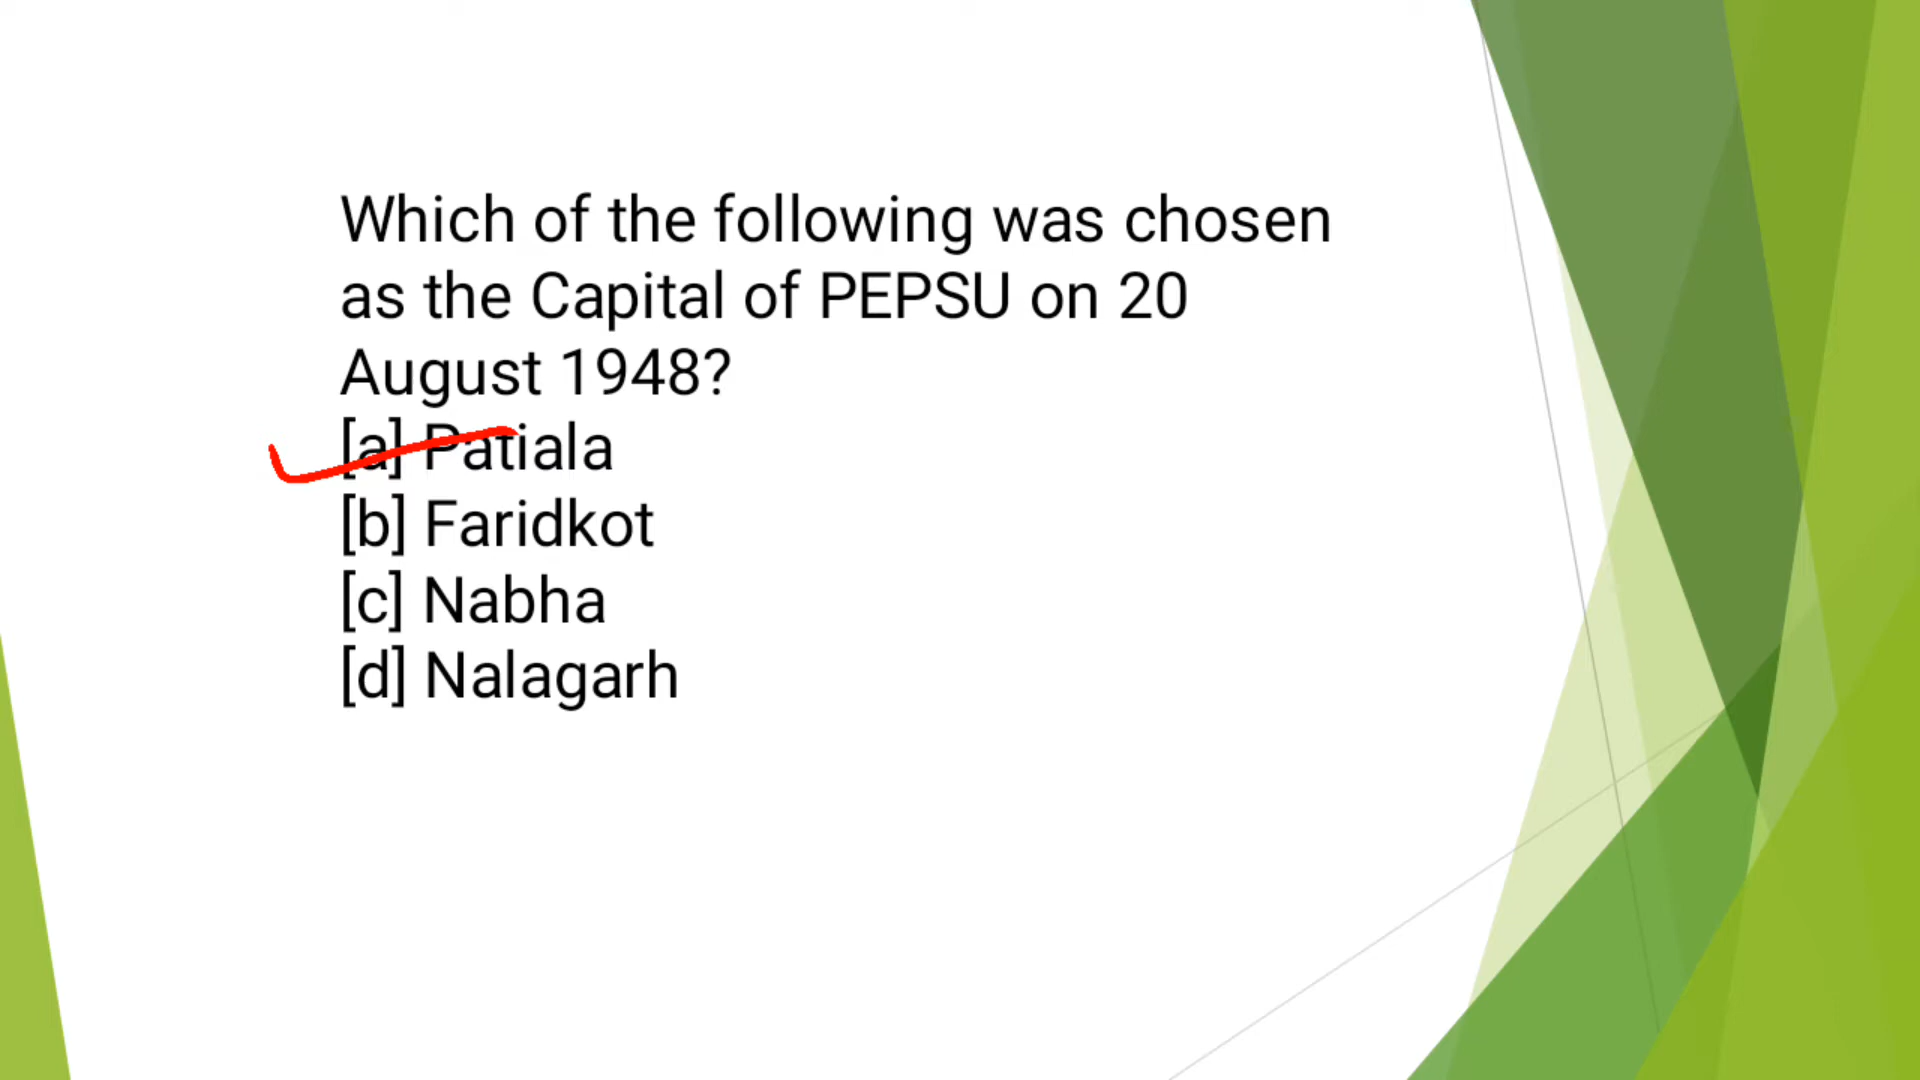 Which of the following was chosen
as the Capital of PEPSU on 20
August 1948?
[a] Patiala
[b] Faridkot
[c] Nabha
[d] Nalagarh